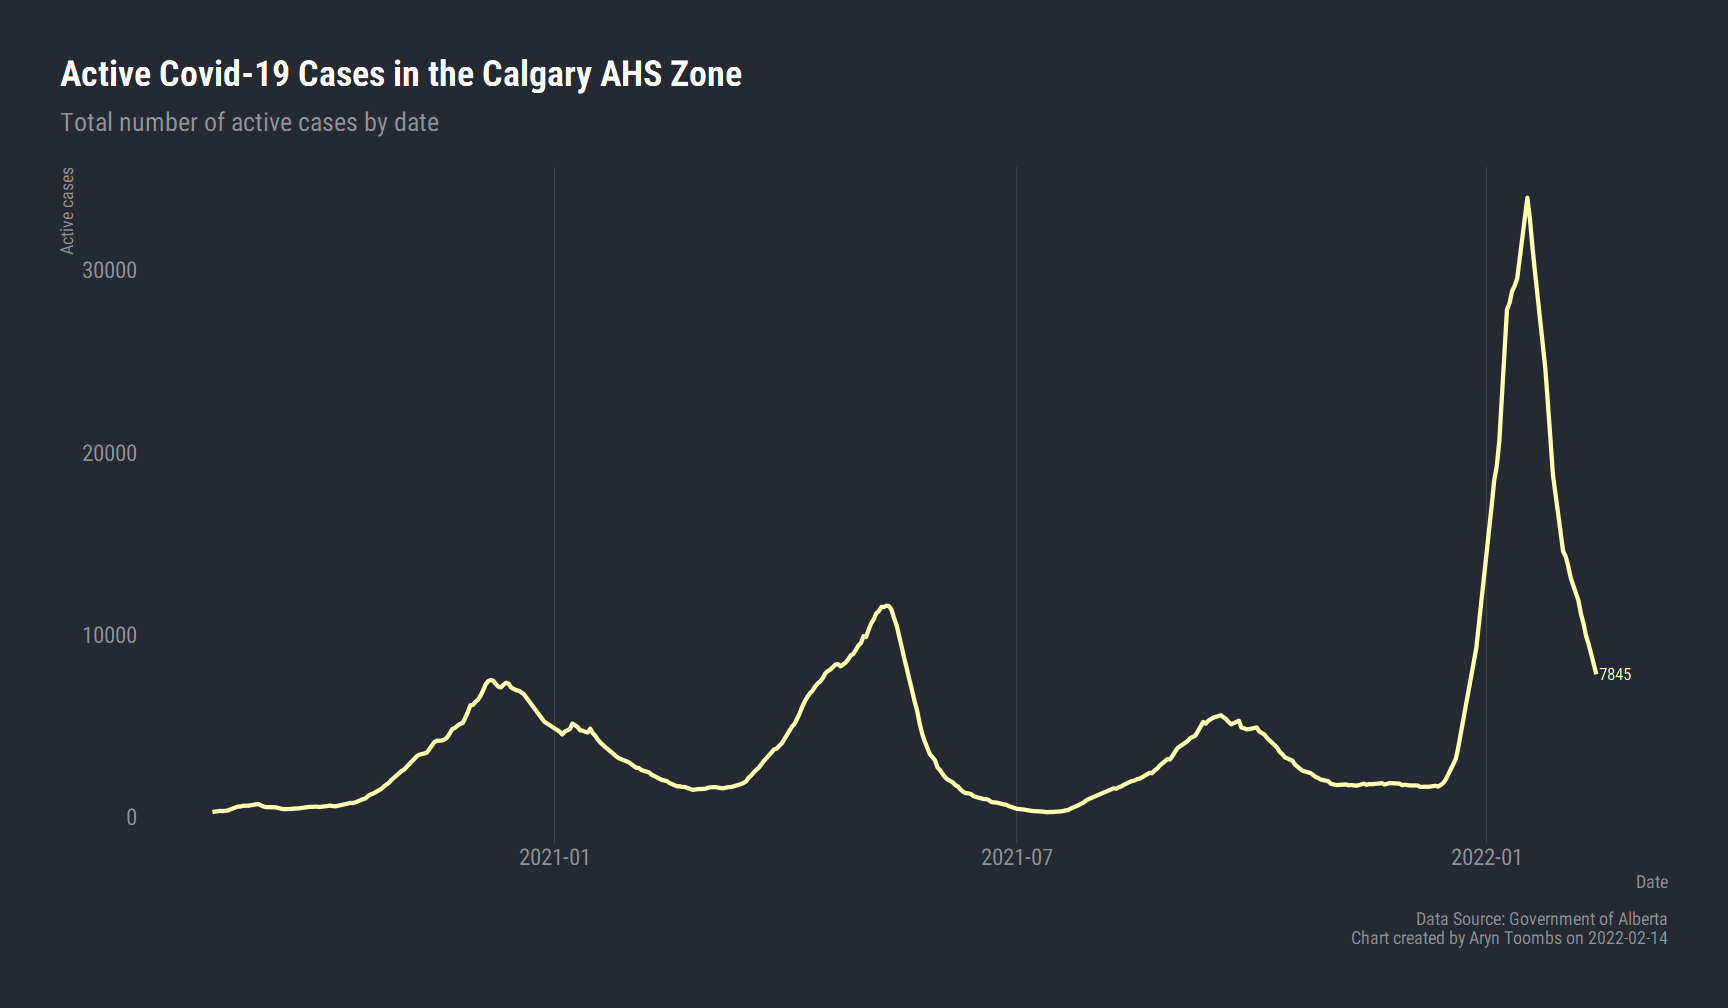 Active Covid-19 Cases in the Calgary AHS Zone
Total number of active cases by date
Active cases
30000
20000
10000
0
7845
2021-01
2021-07
2022-01
Date
Data Source: Government of Alberta
Chart created by Aryn Toombs on 2022-02-14